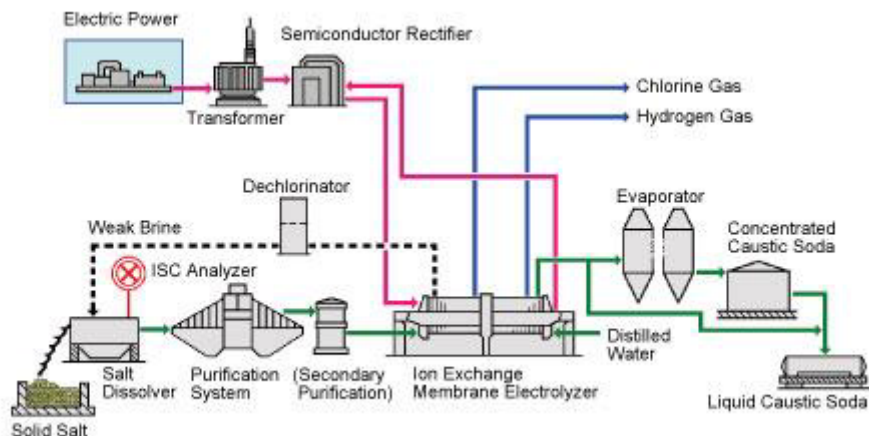 Electric Power
Semiconductor Rectifier
Transformer
Chlorine Gas
Hydrogen Gas
Dechlorinator
Evaporator
Weak Brine
Concentrated
Caustic Soda
ISC Analyzer
Distilled
Water
Salt
Dissolver
Purification
System
(Secondary
Purification)
Ion Exchange
Membrane Electrolyzer
Liquid Caustic Soda
Solid Salt